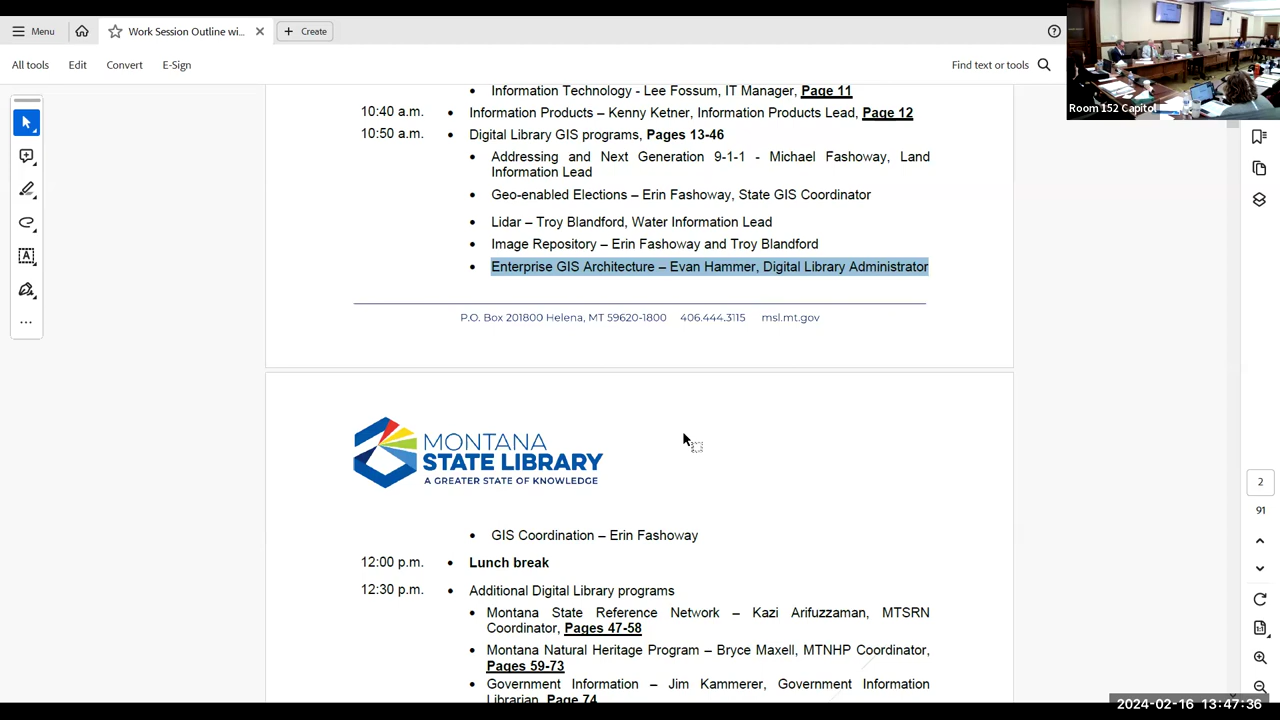 Menu
Work Session Outline wi...
Create
All tools
Edit
Convert
E-Sign
Find text or tools
Room 152 Capitol
• Information Technology - Lee Fossum, IT Manager, Page 11
10:40 a.m. • Information Products – Kenny Ketner, Information Products Lead, Page 12
10:50 a.m. • Digital Library GIS programs, Pages 13-46
• Addressing and Next Generation 9-1-1 - Michael Fashoway, Land
Information Lead
• Geo-enabled Elections – Erin Fashoway, State GIS Coordinator
• Lidar – Troy Blandford, Water Information Lead
• Image Repository – Erin Fashoway and Troy Blandford
• Enterprise GIS Architecture – Evan Hammer, Digital Library Administrator
P.O. Box 201800 Helena, MT 59620-1800 406.444.3115 msl.mt.gov
MONTANA
STATE LIBRARY
A GREATER STATE OF KNOWLEDGE
• GIS Coordination – Erin Fashoway
12:00 p.m. • Lunch break
12:30 p.m. • Additional Digital Library programs
• Montana State Reference Network – Kazi Arifuzzaman, MTSRN
Coordinator, Pages 47-58
• Montana Natural Heritage Program – Bryce Maxell, MTNHP Coordinator,
Pages 59-73
• Government Information – Jim Kammerer, Government Information
Librarian, Page 74
2
91
2024-02-16 13:47:36